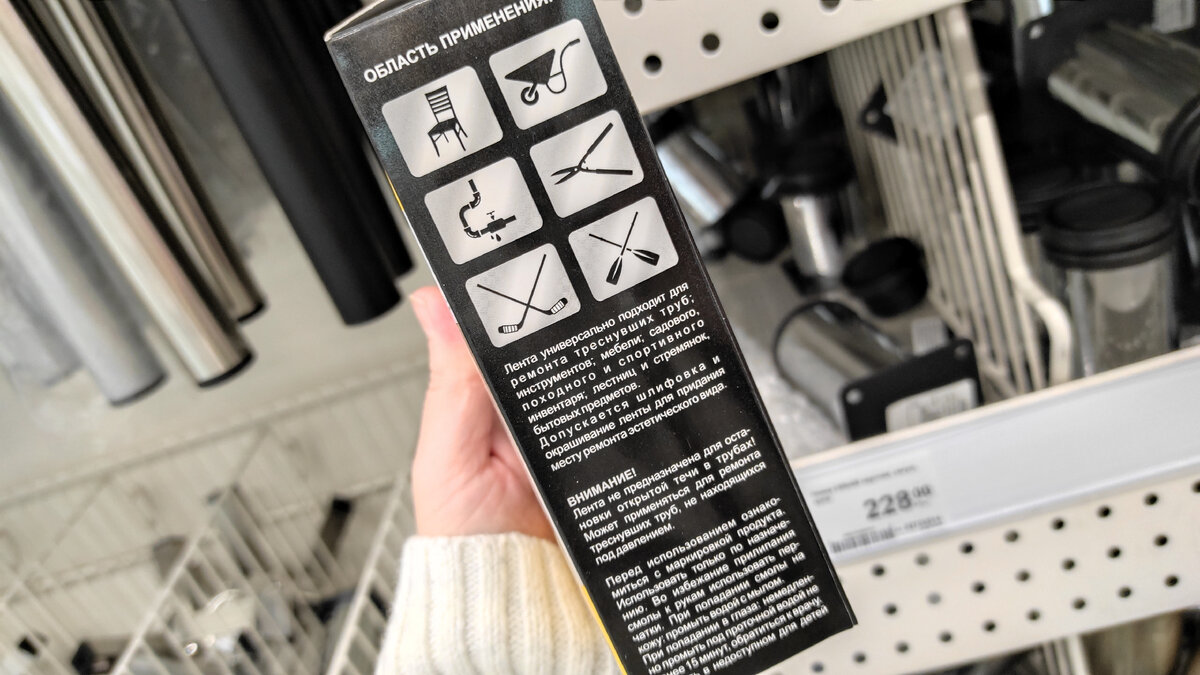 ОБЛАСТЬ ПРИМЕНЕНИЯ:
Лента универсально подходит для
ремонта треснувших труб;
инструментов; мебели; садового,
походного и спортивного
инвентаря; лестниц и стремянок,
бытовых предметов.
Допускается шлифовка и
окрашивание ленты для придания
месту ремонта эстетического вида.
ВНИМАНИЕ!
Лента не предназначена для оста-
новки открытой течи в трубах!
Может применяться для ремонта
треснувших труб, не находящихся
под давлением.
Перед использованием ознако-
миться с маркировкой продукта.
Использовать только по назначе-
нию. Во избежание прилипания
смолы к рукам использовать пер-
чатки. При попадании смолы на
кожу промыть водой с мылом.
При попадании в глаза: немедлен-
но промыть под проточной водой не
менее 15 минут, обратиться к врачу.
в недоступном для детей
228